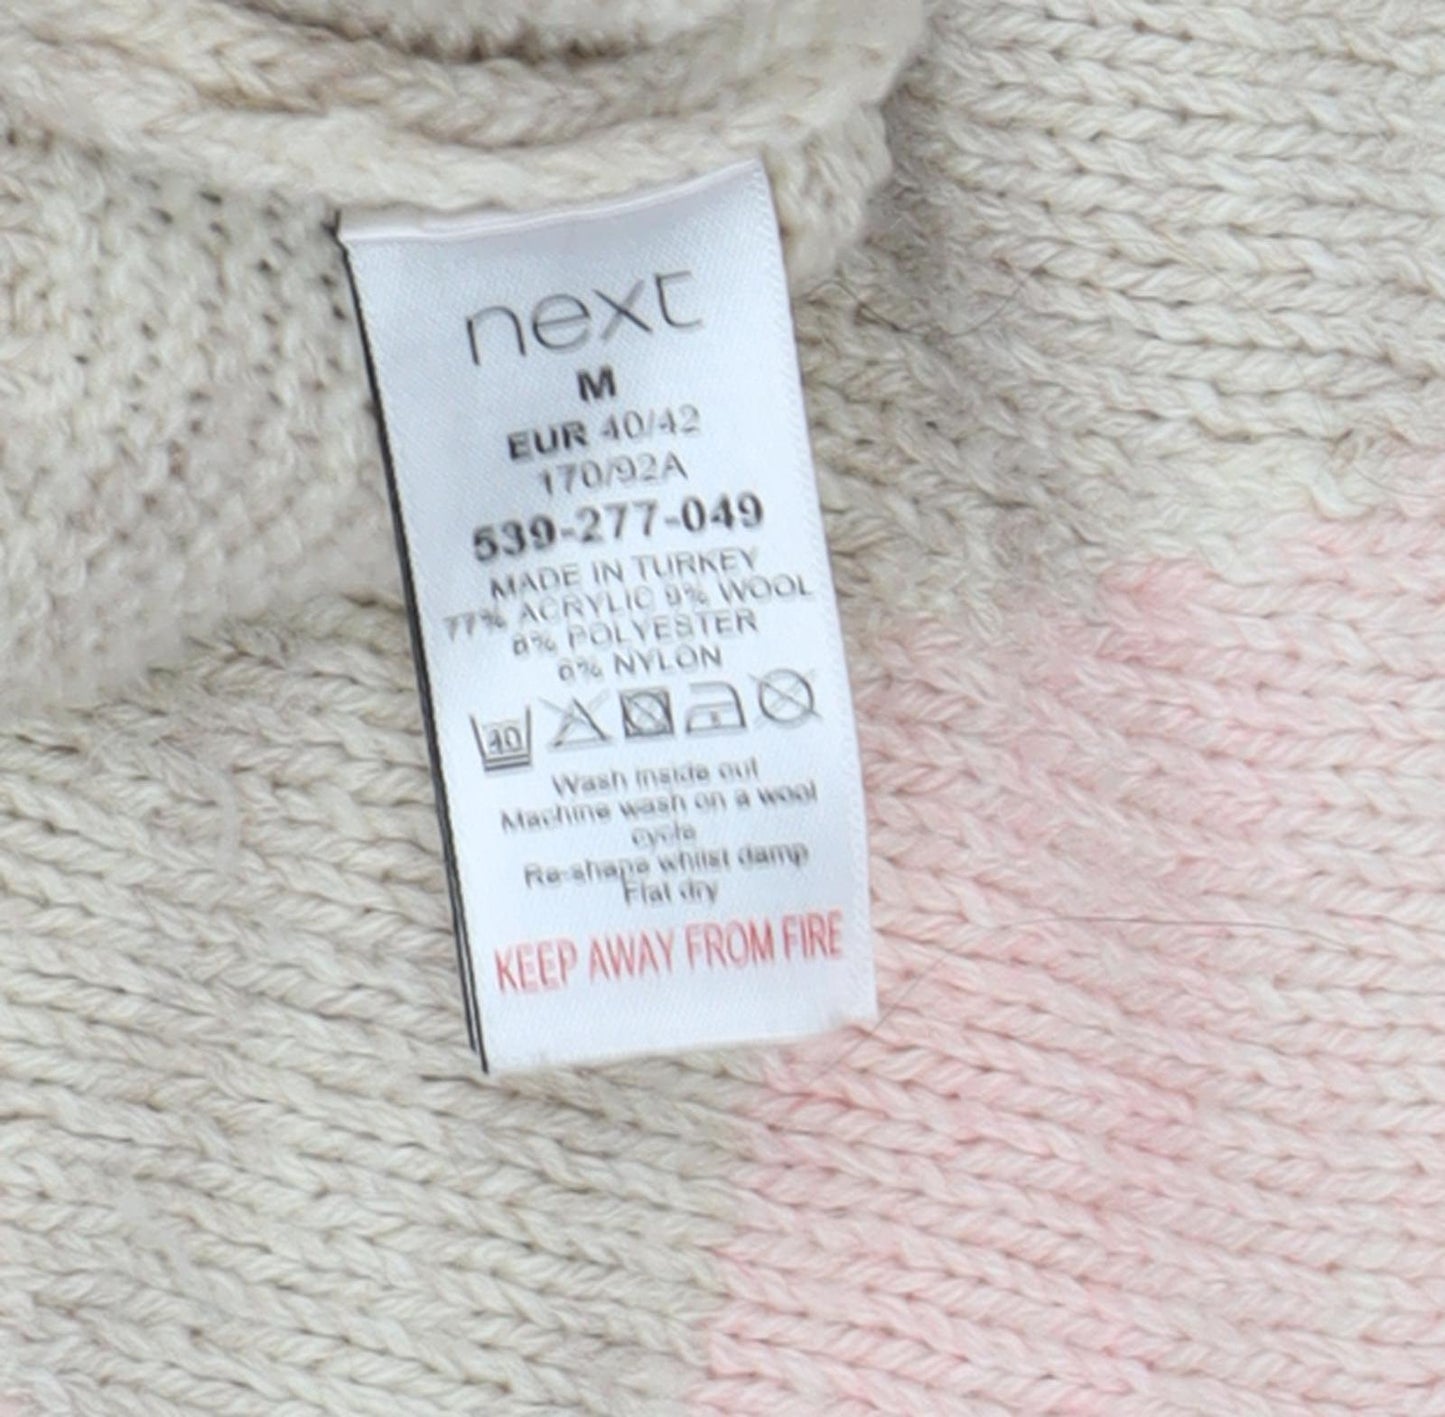 next
M
EUR 40/42
170/92A
539-277-049
MADE IN TURKEY
77% ACRYLIC 9% WOOL
8% POLYESTER
6% NYLON
40
Wash inside out
Machine wash on a wool
cycle
Re-shape whilst damp
Flat dry
KEEP AWAY FROM FIRE